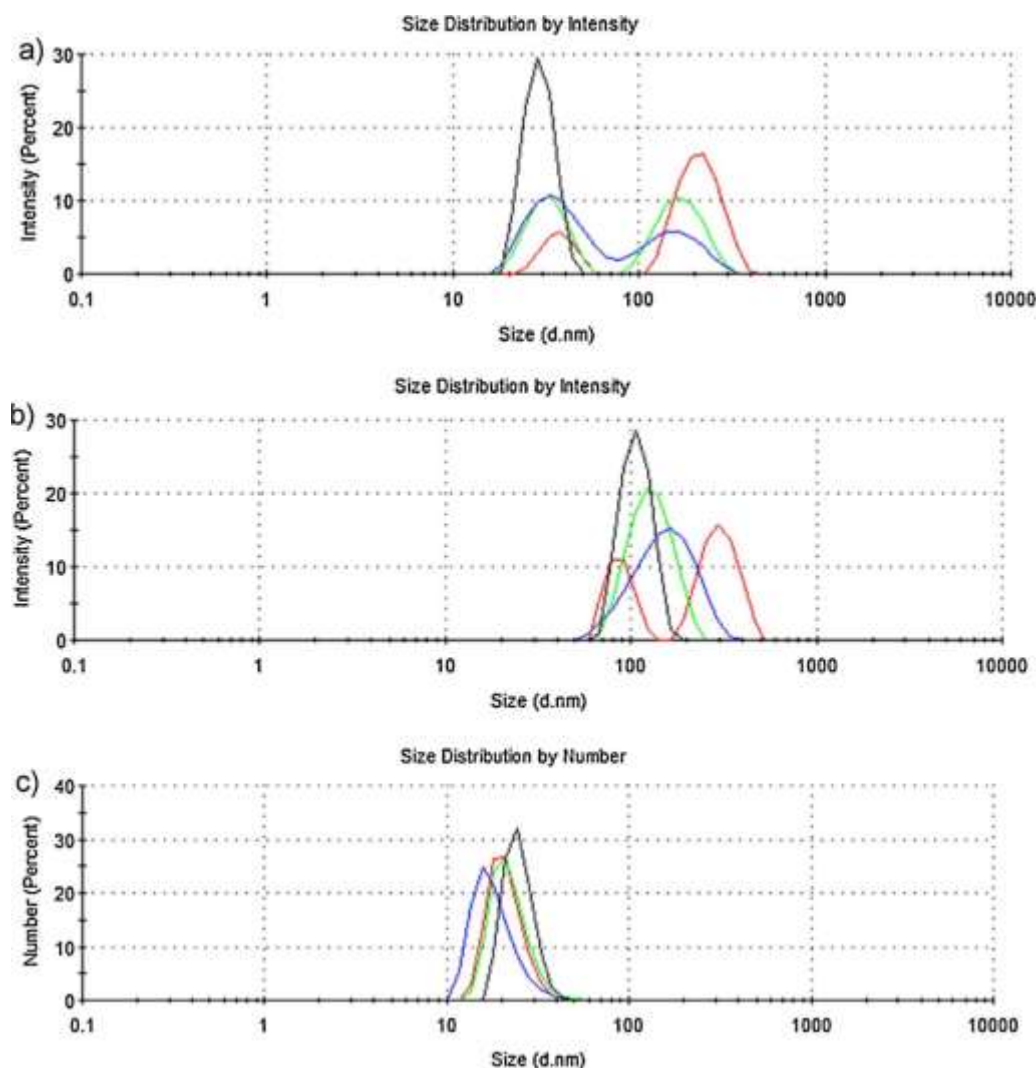 Size Distribution by Intensity
a)
30
20
10
0
Intensity (Percent)
0.1 1 10 100 1000 10000
Size (d.nm)
Size Distribution by Intensity
b)
30
20
10
0
Intensity (Percent)
0.1 1 10 100 1000 10000
Size (d.nm)
Size Distribution by Number
c)
40
30
20
10
0
Number (Percent)
0.1 1 10 100 1000 10000
Size (d.nm)